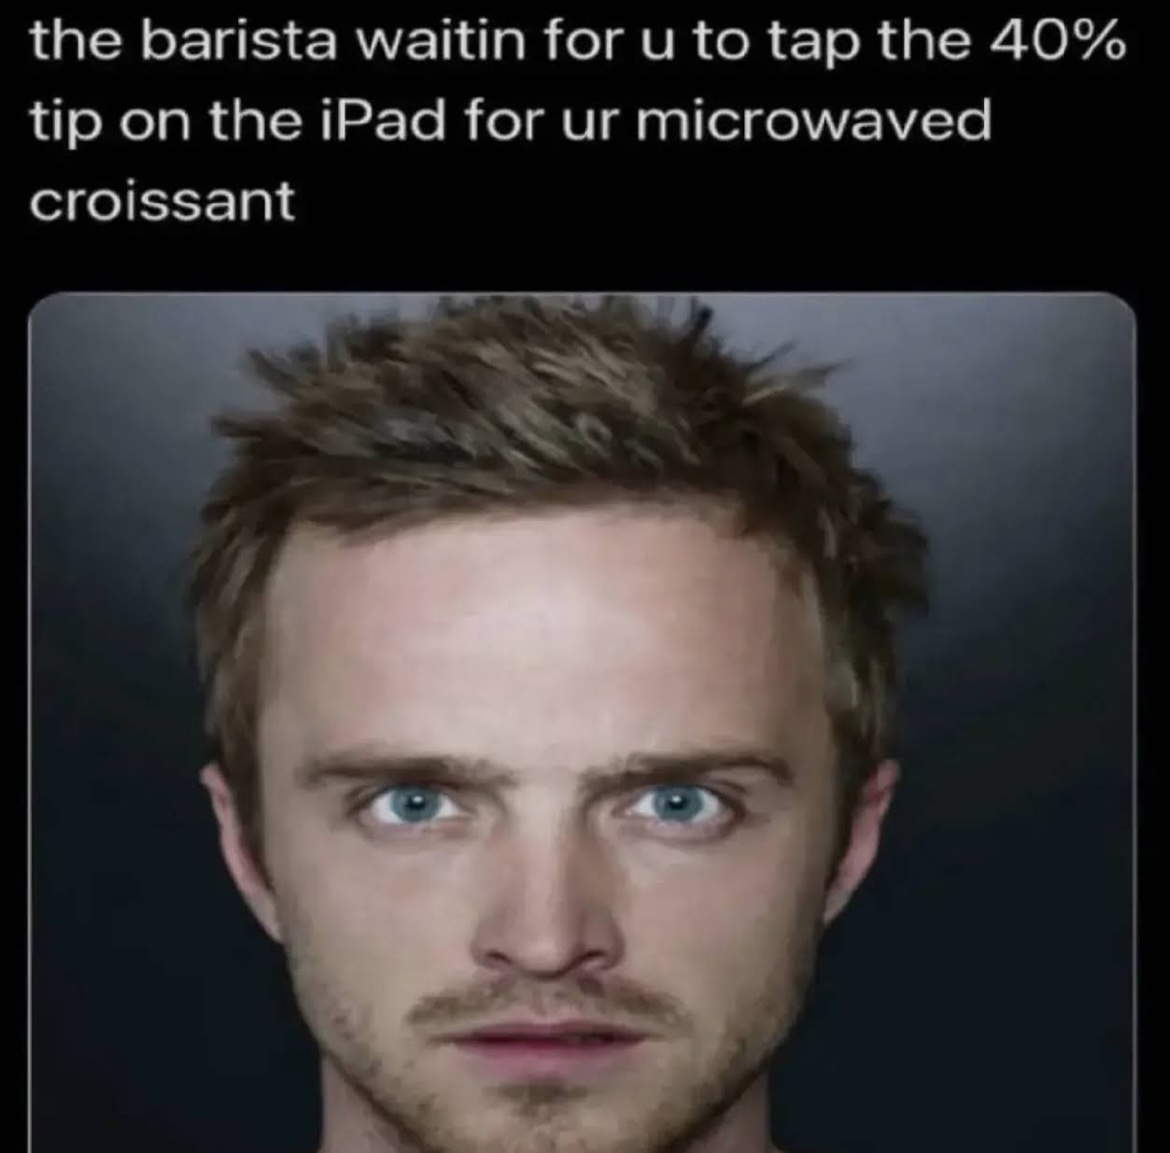 the barista waitin for u to tap the 40%
tip on the iPad for ur microwaved
croissant